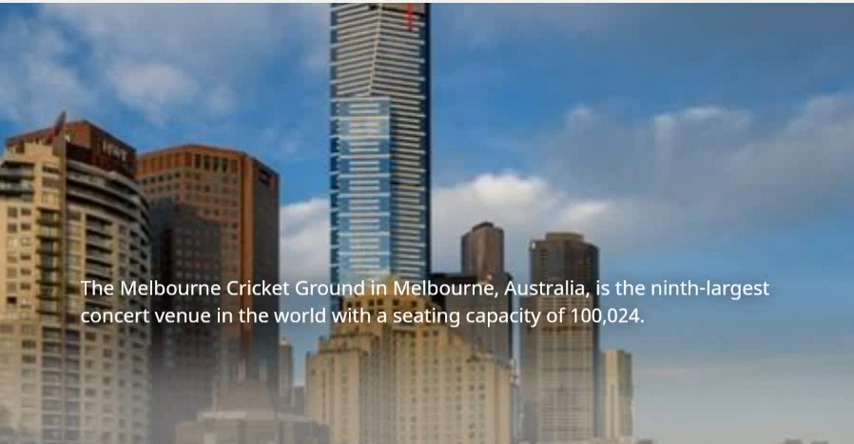 The Melbourne Cricket Ground in Melbourne, Australia, is the ninth-largest
concert venue in the world with a seating capacity of 100,024.